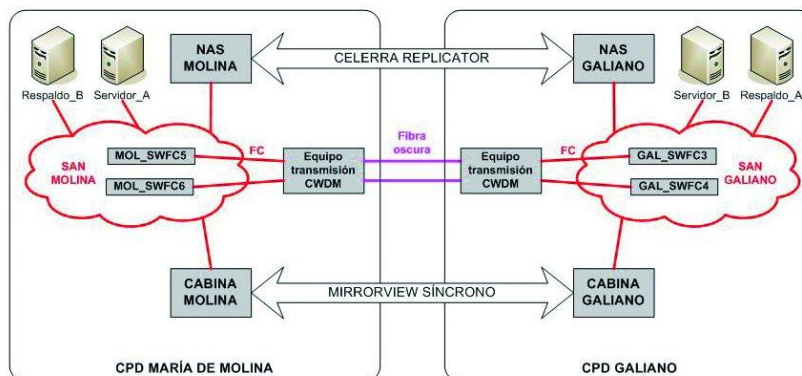 NAS
MOLINA
CELERRA REPLICATOR
NAS
GALIANO
Respaldo_B
Servidor_A
Servidor_B
Respaldo_A
SAN
MOLINA
MOL_SWFC5
MOL_SWFC6
FC
Equipo
transmisión
CWDM
Fibra
oscura
Equipo
transmisión
CWDM
FC
GAL_SWFC3
GAL_SWFC4
SAN
GALIANO
CABINA
MOLINA
MIRRORVIEW SÍNCRONO
CABINA
GALIANO
CPD MARÍA DE MOLINA
CPD GALIANO